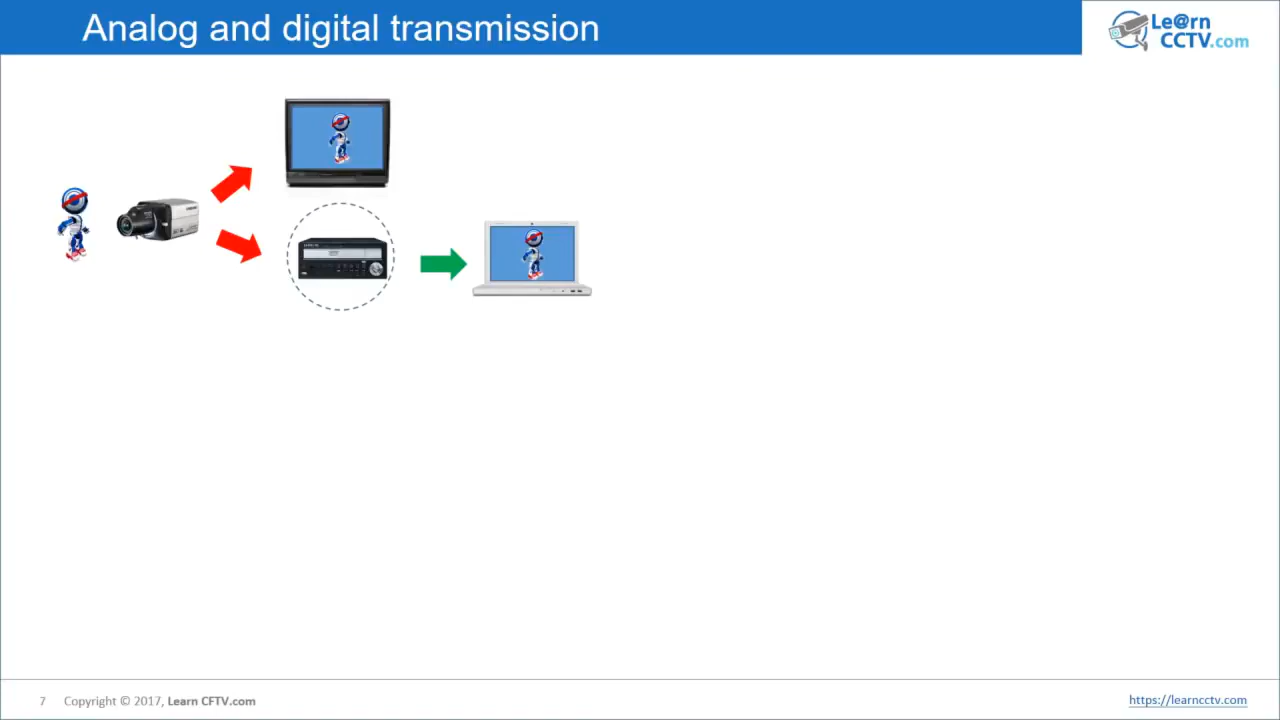 Analog and digital transmission
Le@rn
CCTV.com
7 Copyright © 2017, Learn CFTV.com
https://learncctv.com